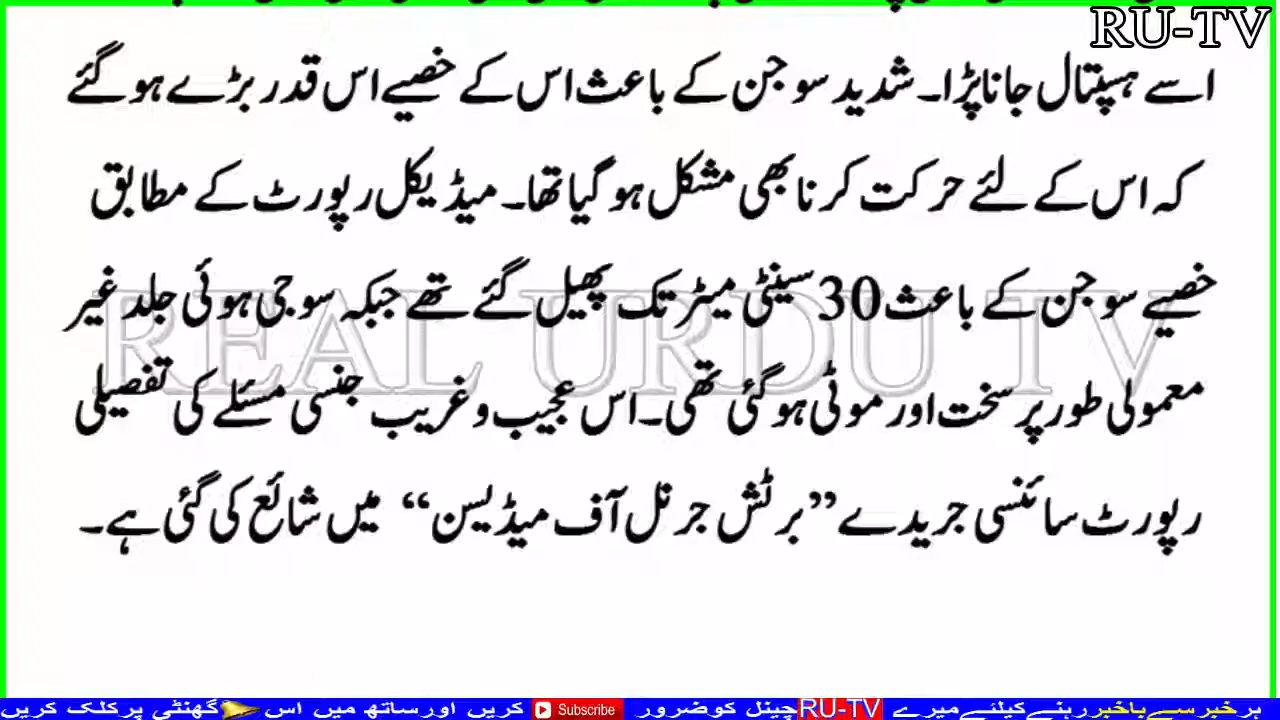 RU-TV
اسے ہسپتال جانا پڑا۔ شدید سوجن کے باعث اس کے خصیے اس قدر بڑے ہوگئے
کہ اس کے لئے حرکت کرنا بھی مشکل ہو گیا تھا۔ میڈیکل رپورٹ کے مطابق
خصیے سوجن کے باعث 30 سینٹی میٹر تک پھیل گئے تھے جبکہ سوجی ہوئی جلد غیر
REAL URDU TV
معمولی طور پر سخت اور موٹی ہو گئی تھی۔ اس عجیب و غریب جنسی مسئلے کی تفصیلی
رپورٹ سائنسی جریدے ”برٹش جرنل آف میڈیسن“ میں شائع کی گئی ہے۔
ہر خبر سے باخبر رہنے کیلئے میرے RU-TV چینل کو ضرور Subscribe کریں اور ساتھ میں اس گھنٹی پر کلک کریں